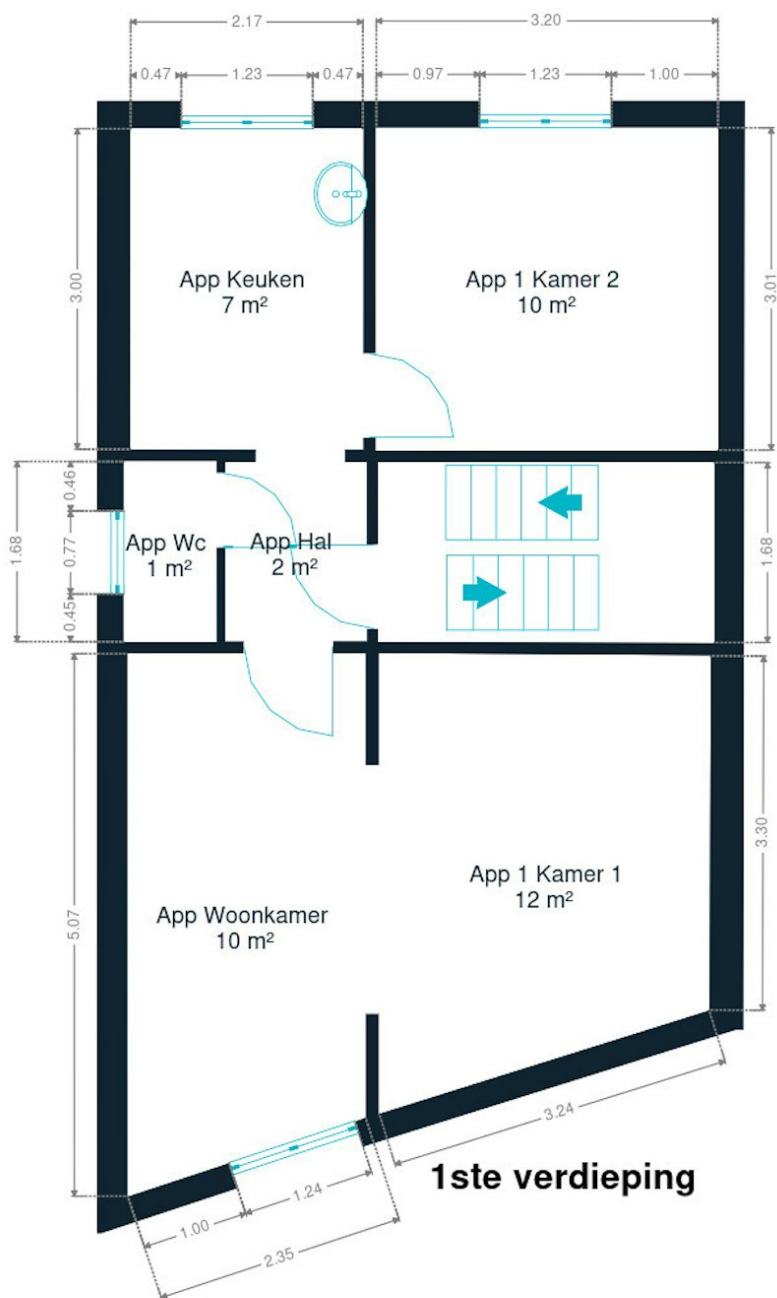 2.17
3.20
0.47
1.23
0.47
0.97
1.23
1.00
App Keuken
7 m²
App 1 Kamer 2
10 m²
3.00
3.01
0.46
0.77
0.45
1.68
App Wc
1 m²
App Hal
2 m²
1.68
App 1 Kamer 1
12 m²
App Woonkamer
10 m²
5.07
3.30
3.24
1ste verdieping
1.24
1.00
2.35